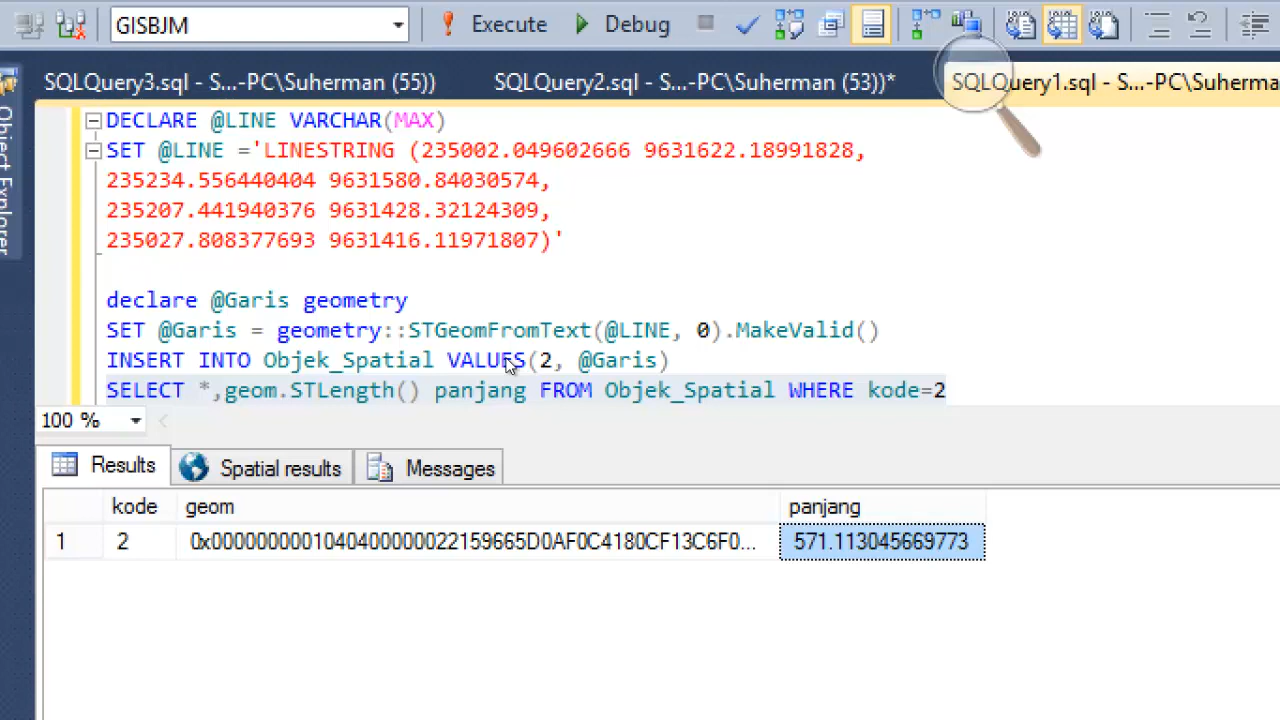 GISBJM Execute Debug
SQLQuery3.sql - S...-PC\Suherman (55)) SQLQuery2.sql - S...-PC\Suherman (53))* SQLQuery1.sql - S...-PC\Suherma
Object Explorer
DECLARE @LINE VARCHAR(MAX)
SET @LINE ='LINESTRING (235002.049602666 9631622.18991828,
235234.556440404 9631580.84030574,
235207.441940376 9631428.32124309,
235027.808377693 9631416.11971807)'
declare @Garis geometry
SET @Garis = geometry::STGeomFromText(@LINE, 0).MakeValid()
INSERT INTO Objek_Spatial VALUES(2, @Garis)
SELECT *,geom.STLength() panjang FROM Objek_Spatial WHERE kode=2
100 %
Results Spatial results Messages
kode geom panjang
1 2 0x0000000001040400000022159665D0AF0C4180CF13C6F0... 571.113045669773